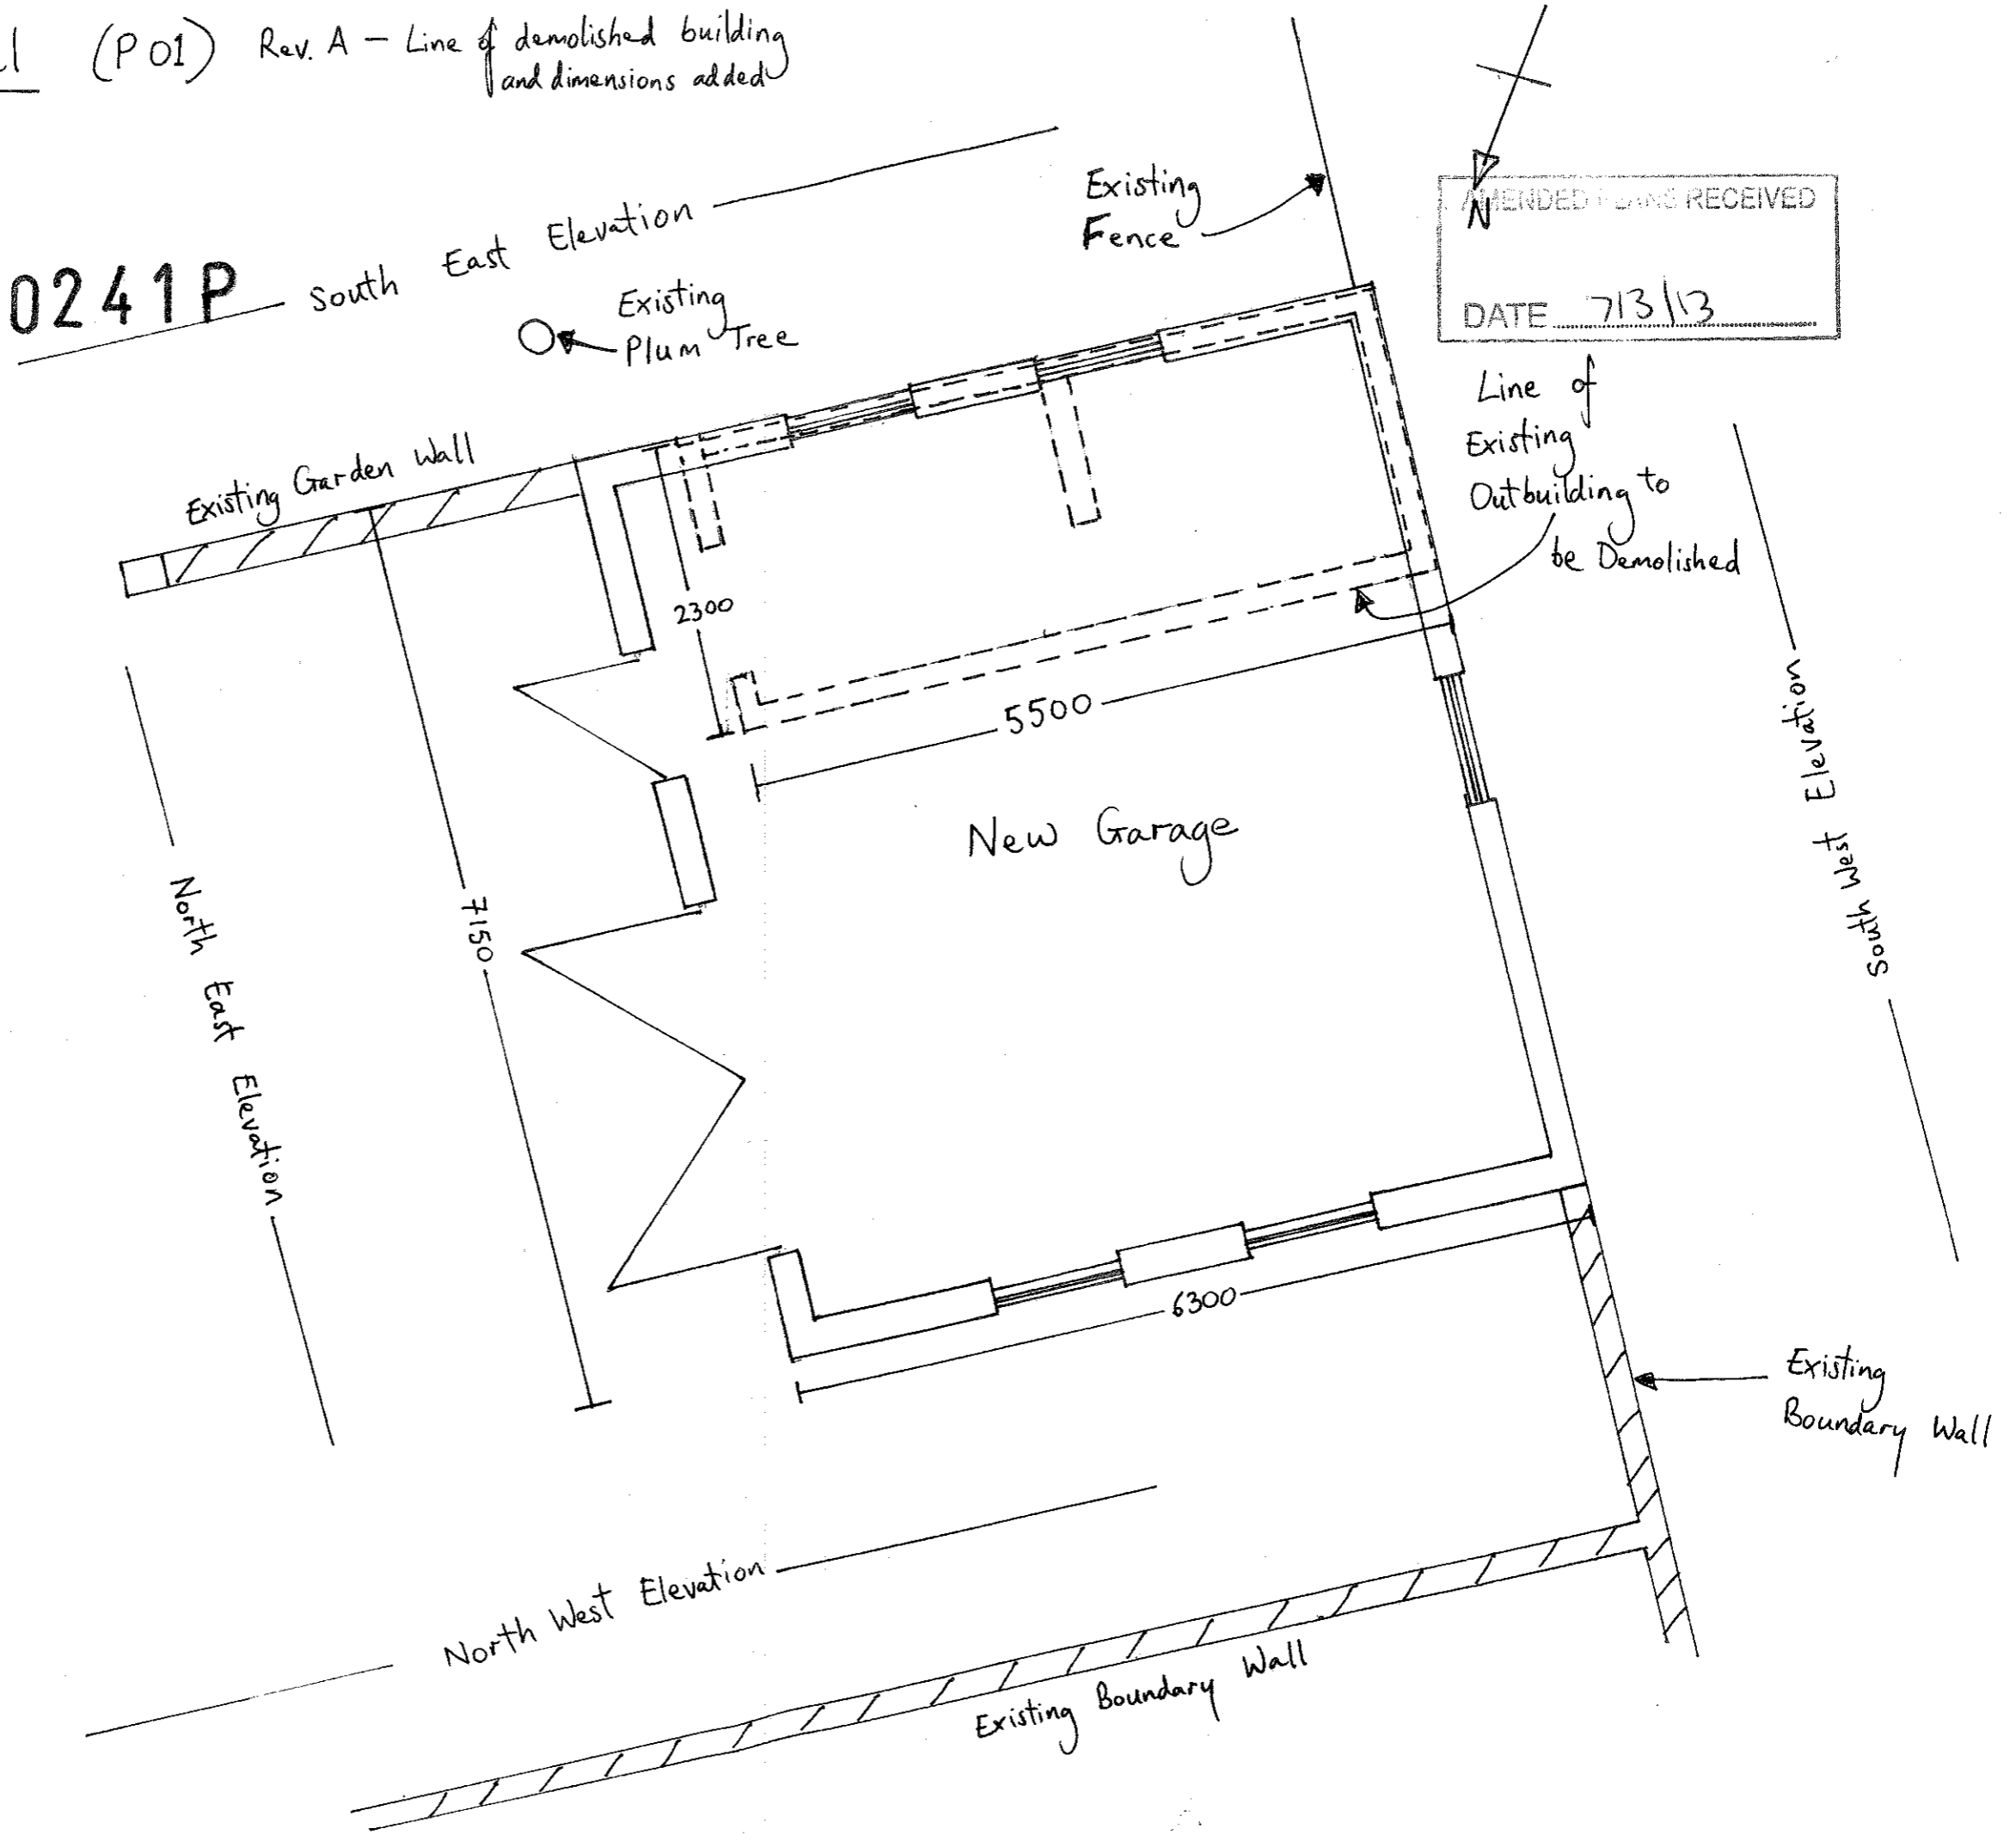 (P01) Rev. A – Line of demolished building
and dimensions added
0241P
South East Elevation
Existing
Plum Tree
Existing
Fence
N
AMENDED PLANS RECEIVED
DATE 7/3/13
Line of
Existing
Outbuilding to
be Demolished
Existing Garden Wall
2300
5500
New Garage
7150
North East Elevation
South West Elevation
6300
Existing
Boundary Wall
North West Elevation
Existing Boundary Wall